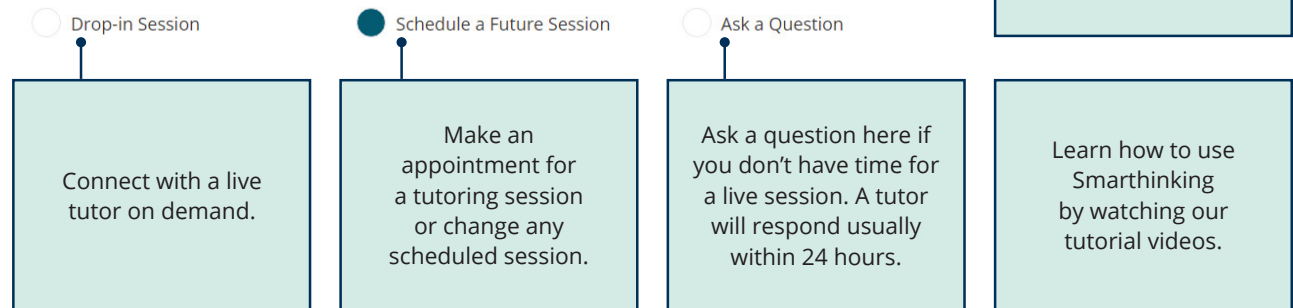 Drop-in Session
Schedule a Future Session
Ask a Question
Connect with a live
tutor on demand.
Make an
appointment for
a tutoring session
or change any
scheduled session.
Ask a question here if
you don’t have time for
a live session. A tutor
will respond usually
within 24 hours.
Learn how to use
Smarthinking
by watching our
tutorial videos.